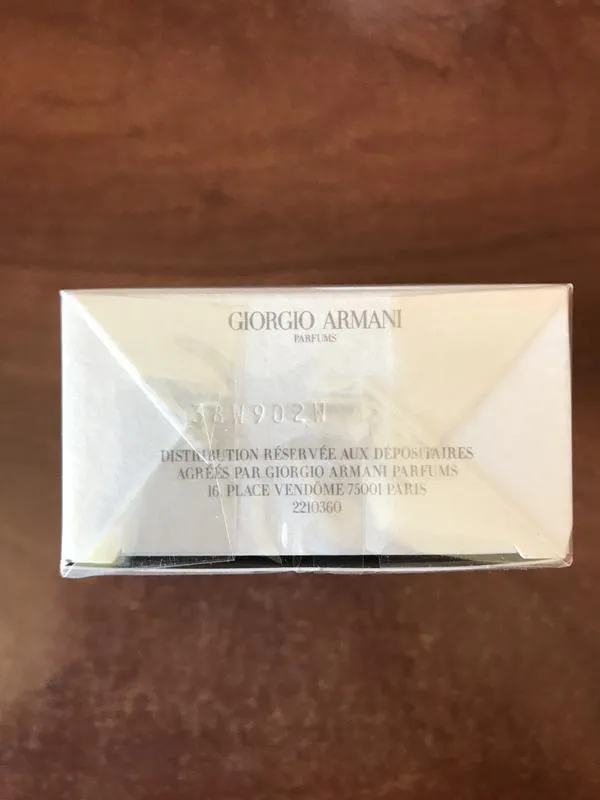 GIORGIO ARMANI
PARFUMS
38W902W
DISTRIBUTION RÉSERVÉE AUX DÉPOSITAIRES
AGRÉÉS PAR GIORGIO ARMANI PARFUMS
16, PLACE VENDÔME 75001 PARIS
2210360